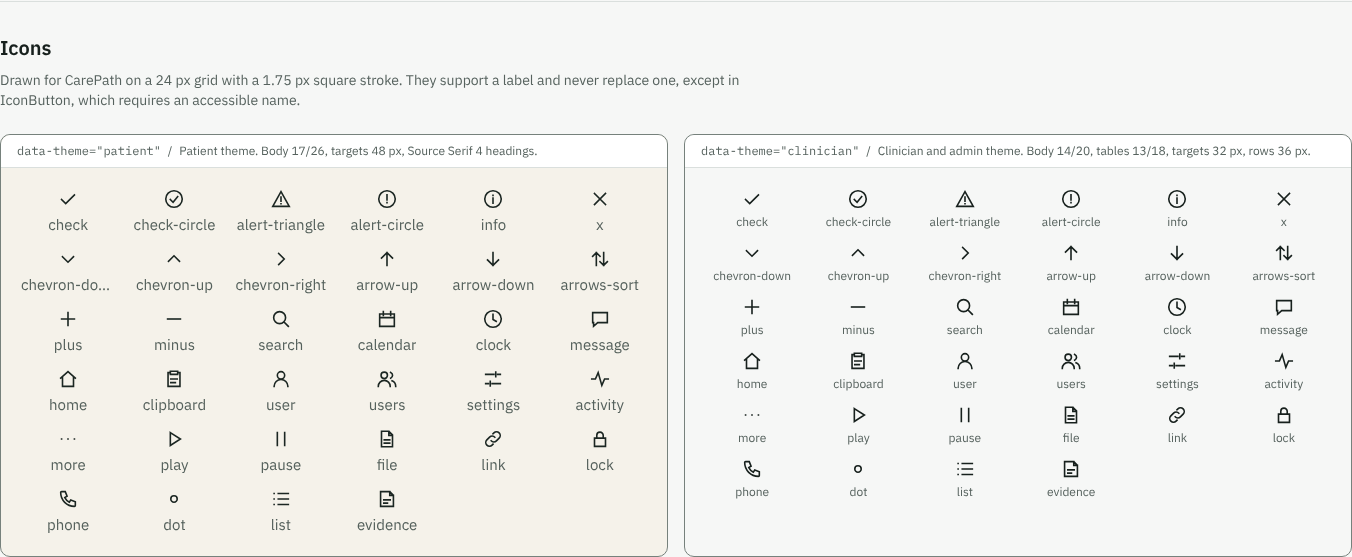 Icons
Drawn for CarePath on a 24 px grid with a 1.75 px square stroke. They support a label and never replace one, except in
IconButton, which requires an accessible name.
data-theme="patient" / Patient theme. Body 17/26, targets 48 px, Source Serif 4 headings.
check check-circle alert-triangle alert-circle info x
chevron-do... chevron-up chevron-right arrow-up arrow-down arrows-sort
plus minus search calendar clock message
home clipboard user users settings activity
more play pause file link lock
phone dot list evidence
data-theme="clinician" / Clinician and admin theme. Body 14/20, tables 13/18, targets 32 px, rows 36 px.
check check-circle alert-triangle alert-circle info x
chevron-down chevron-up chevron-right arrow-up arrow-down arrows-sort
plus minus search calendar clock message
home clipboard user users settings activity
more play pause file link lock
phone dot list evidence